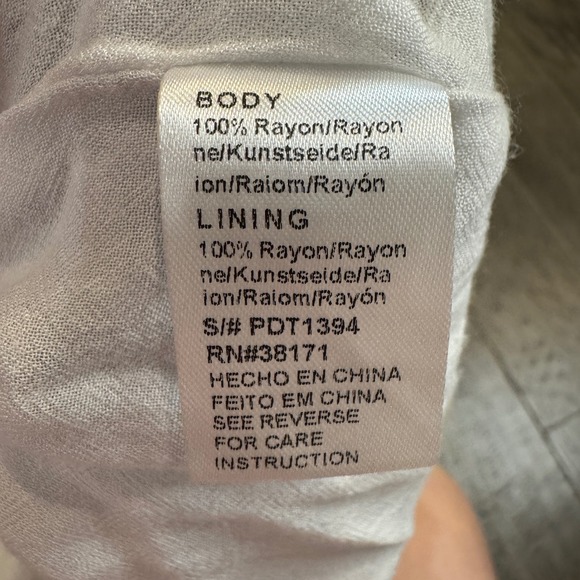 BODY
100% Rayon/Rayon
ne/Kunstseide/Ra
ion/Raiom/Rayón
LINING
100% Rayon/Rayon
ne/Kunstseide/Ra
ion/Raiom/Rayón
S/# PDT1394
RN#38171
HECHO EN CHINA
FEITO EM CHINA
SEE REVERSE
FOR CARE
INSTRUCTION